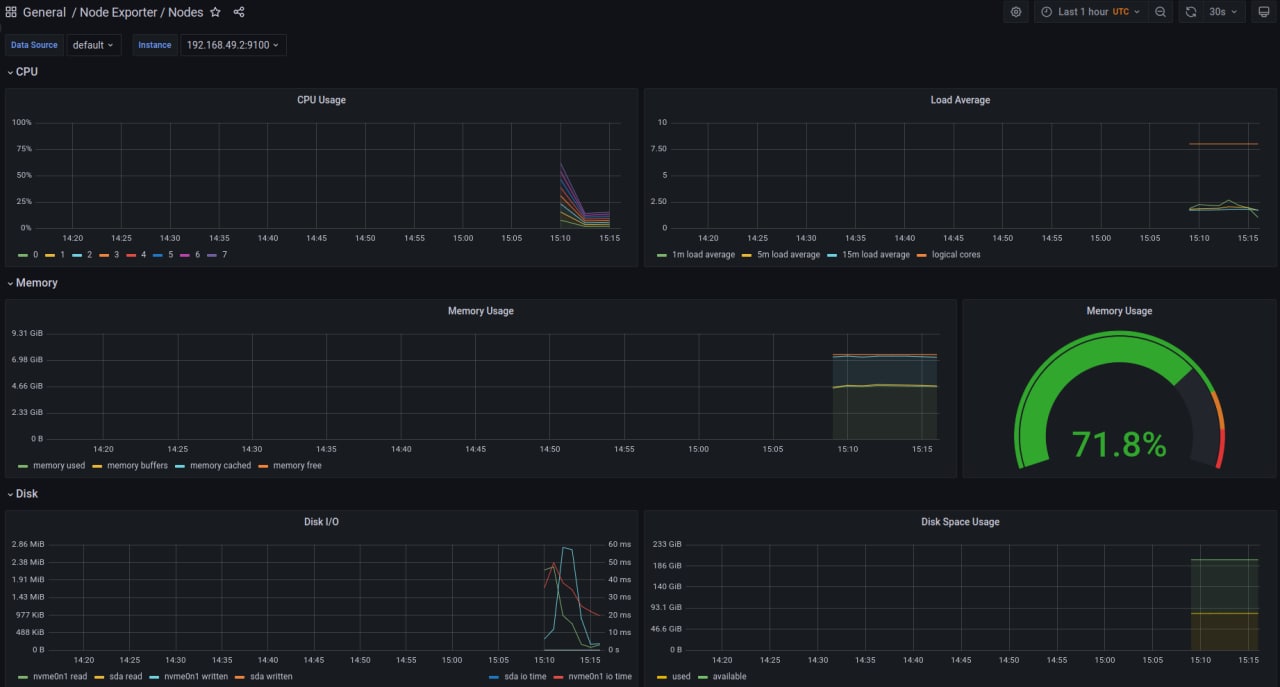 General / Node Exporter / Nodes
Last 1 hour UTC
30s
Data Source default Instance 192.168.49.2:9100
CPU
CPU Usage
100%
75%
50%
25%
0%
14:20 14:25 14:30 14:35 14:40 14:45 14:50 14:55 15:00 15:05 15:10 15:15
0 1 2 3 4 5 6 7
Load Average
10
7.50
5
2.50
0
14:20 14:25 14:30 14:35 14:40 14:45 14:50 14:55 15:00 15:05 15:10 15:15
1m load average 5m load average 15m load average logical cores
Memory
Memory Usage
9.31 GiB
6.98 GiB
4.66 GiB
2.33 GiB
0 B
14:20 14:25 14:30 14:35 14:40 14:45 14:50 14:55 15:00 15:05 15:10 15:15
memory used memory buffers memory cached memory free
Memory Usage
71.8%
Disk
Disk I/O
2.86 MiB
2.38 MiB
1.91 MiB
1.43 MiB
977 KiB
488 KiB
0 B
60 ms
50 ms
40 ms
30 ms
20 ms
10 ms
0 s
14:20 14:25 14:30 14:35 14:40 14:45 14:50 14:55 15:00 15:05 15:10 15:15
nvme0n1 read sda read nvme0n1 written sda written sda io time nvme0n1 io time
Disk Space Usage
233 GiB
186 GiB
140 GiB
93.1 GiB
46.6 GiB
0 B
14:20 14:25 14:30 14:35 14:40 14:45 14:50 14:55 15:00 15:05 15:10 15:15
used available